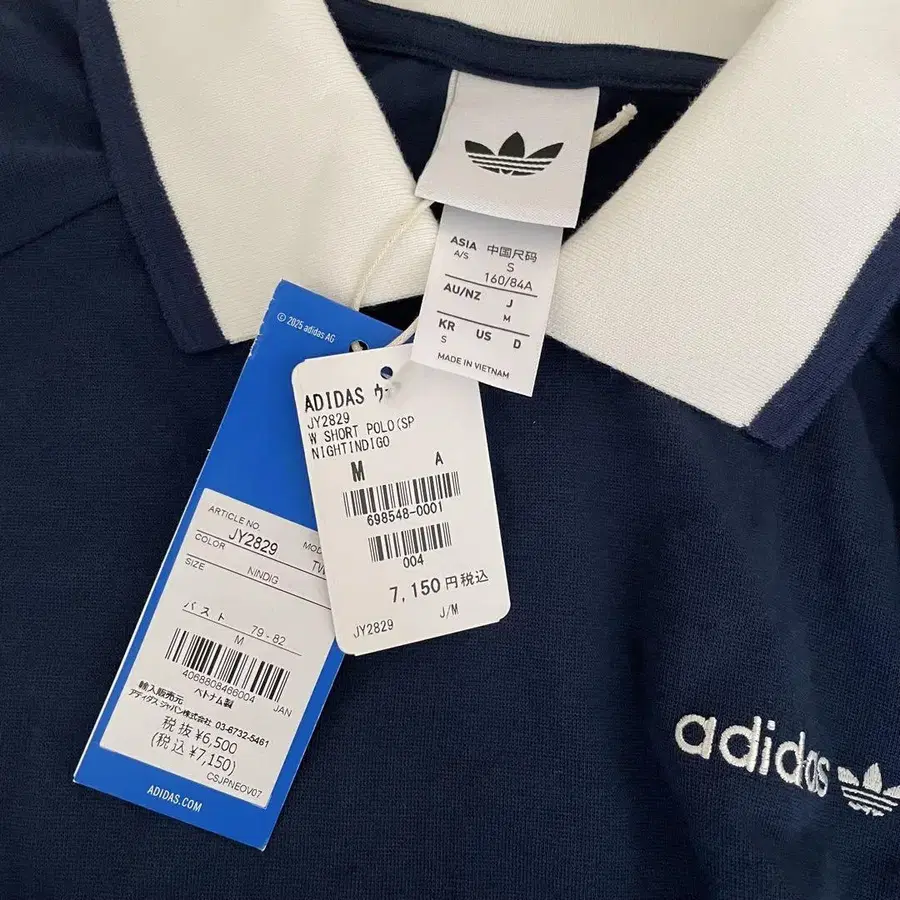 ASIA 中国尺码
A/S S
160/84A
AU/NZ J
M
KR US D
S
MADE IN VIETNAM
© 2025 adidas AG
ADIDAS
JY2829
W SHORT POLO(SP
NIGHTINDIGO
M A
698548-0001
004
7,150円税込
JY2829 J/M
ARTICLE NO.
JY2829
COLOR
NINDIG
SIZE
バスト 79-82
M
4068808466004 JAN
輸入販売元 ベトナム製
アディダス ジャパン株式会社 03-6732-5461
税抜 ¥6,500
(税込 ¥7,150)
CSJPNEOV07
ADIDAS.COM
adidas